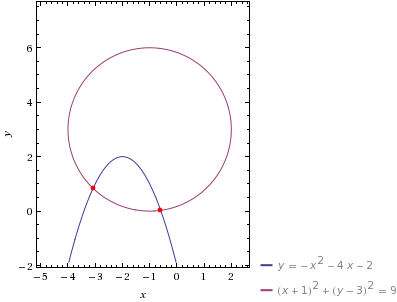 6
4
2
0
−2
y
−5 −4 −3 −2 −1 0 1 2
x
y = −x² − 4 x − 2
(x + 1)² + (y − 3)² = 9